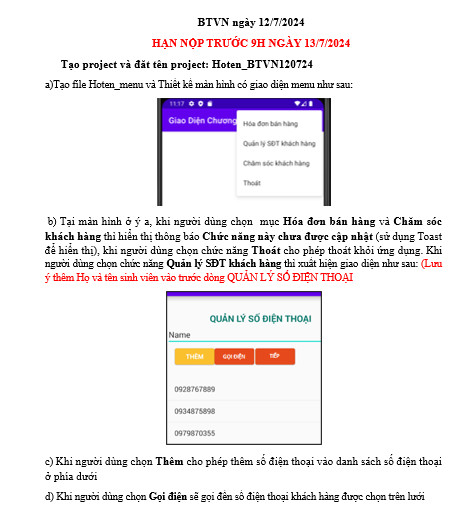 BTVN ngày 12/7/2024
HẠN NỘP TRƯỚC 9H NGÀY 13/7/2024
Tạo project và đăt tên project: Hoten_BTVN120724
a)Tạo file Hoten_menu và Thiết kế màn hình có giao diện menu như sau:
11:17
Giao Diện Chương
Hóa đơn bán hàng
Quản lý SĐT khách hàng
Chăm sóc khách hàng
Thoát
b) Tại màn hình ở ý a, khi người dùng chọn mục Hóa đơn bán hàng và Chăm sóc
khách hàng thì hiển thị thông báo Chức năng này chưa được cập nhật (sử dụng Toast
để hiển thị), khi người dùng chọn chức năng Thoát cho phép thoát khỏi ứng dụng. Khi
người dùng chọn chức năng Quản lý SĐT khách hàng thì xuất hiện giao diện như sau: (Lưu
ý thêm Họ và tên sinh viên vào trước dòng QUẢN LÝ SỐ ĐIỆN THOẠI
QUẢN LÝ SỐ ĐIỆN THOẠI
Name
THÊM GỌI ĐIỆN TIẾP
0928767889
0934875898
0979870355
c) Khi người dùng chọn Thêm cho phép thêm số điện thoại vào danh sách số điện thoại
ở phía dưới
d) Khi người dùng chọn Gọi điện sẽ gọi đến số điện thoại khách hàng được chọn trên lưới